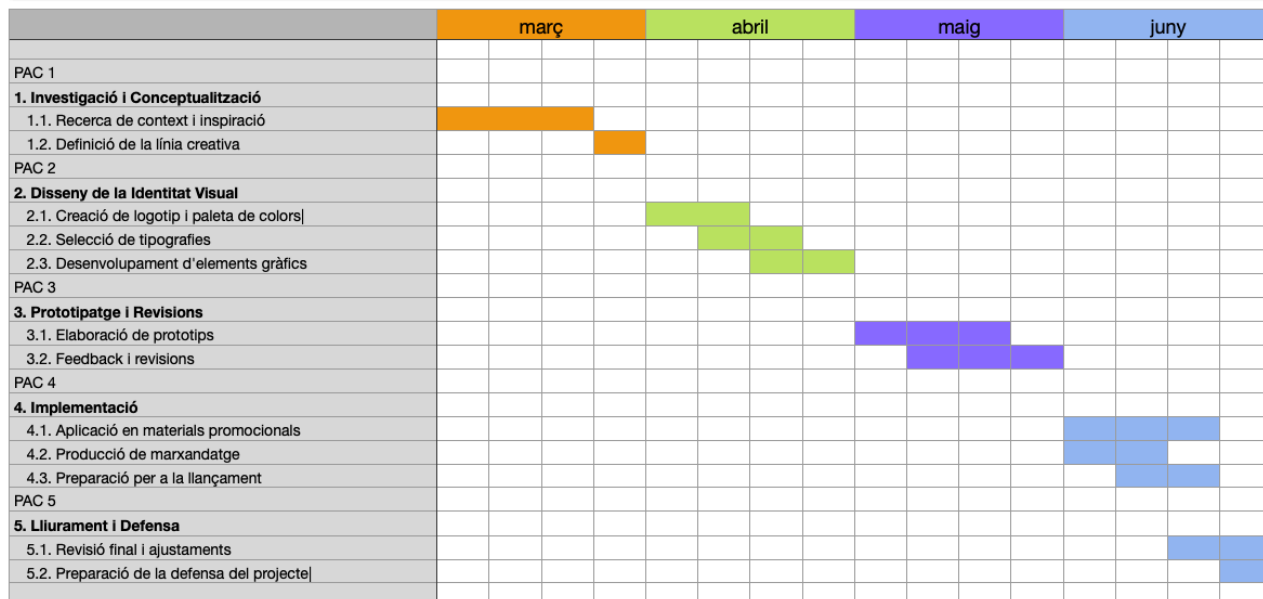 març abril maig juny
PAC 1
1. Investigació i Conceptualització
1.1. Recerca de context i inspiració
1.2. Definició de la línia creativa
PAC 2
2. Disseny de la Identitat Visual
2.1. Creació de logotip i paleta de colors
2.2. Selecció de tipografies
2.3. Desenvolupament d'elements gràfics
PAC 3
3. Prototipatge i Revisions
3.1. Elaboració de prototips
3.2. Feedback i revisions
PAC 4
4. Implementació
4.1. Aplicació en materials promocionals
4.2. Producció de marxandatge
4.3. Preparació per a la llançament
PAC 5
5. Lliurament i Defensa
5.1. Revisió final i ajustaments
5.2. Preparació de la defensa del projecte